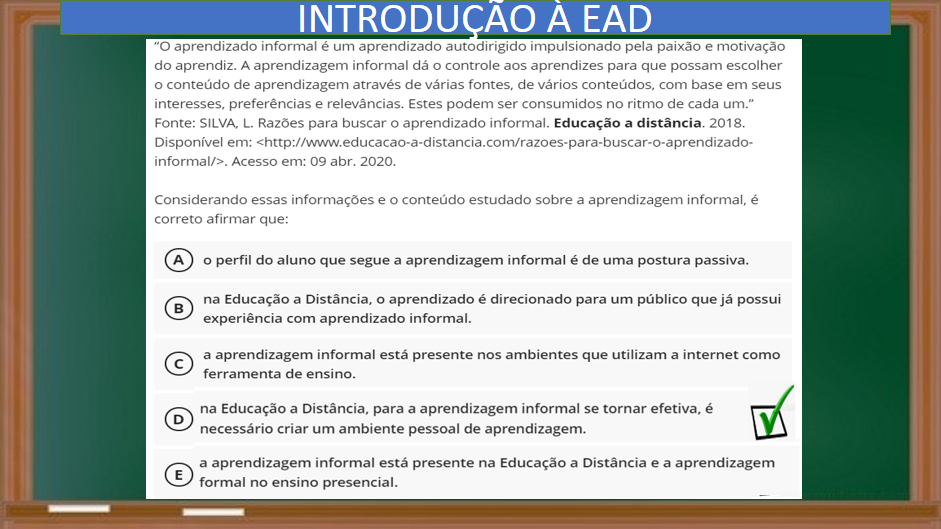 INTRODUÇÃO À EAD
“O aprendizado informal é um aprendizado autodirigido impulsionado pela paixão e motivação
do aprendiz. A aprendizagem informal dá o controle aos aprendizes para que possam escolher
o conteúdo de aprendizagem através de várias fontes, de vários conteúdos, com base em seus
interesses, preferências e relevâncias. Estes podem ser consumidos no ritmo de cada um.”
Fonte: SILVA, L. Razões para buscar o aprendizado informal. Educação a distância. 2018.
Disponível em: <http://www.educacao-a-distancia.com/razoes-para-buscar-o-aprendizado-
informal/>. Acesso em: 09 abr. 2020.
Considerando essas informações e o conteúdo estudado sobre a aprendizagem informal, é
correto afirmar que:
A o perfil do aluno que segue a aprendizagem informal é de uma postura passiva.
B na Educação a Distância, o aprendizado é direcionado para um público que já possui
experiência com aprendizado informal.
C a aprendizagem informal está presente nos ambientes que utilizam a internet como
ferramenta de ensino.
D na Educação a Distância, para a aprendizagem informal se tornar efetiva, é
necessário criar um ambiente pessoal de aprendizagem.
E a aprendizagem informal está presente na Educação à Distância e a aprendizagem
formal no ensino presencial.